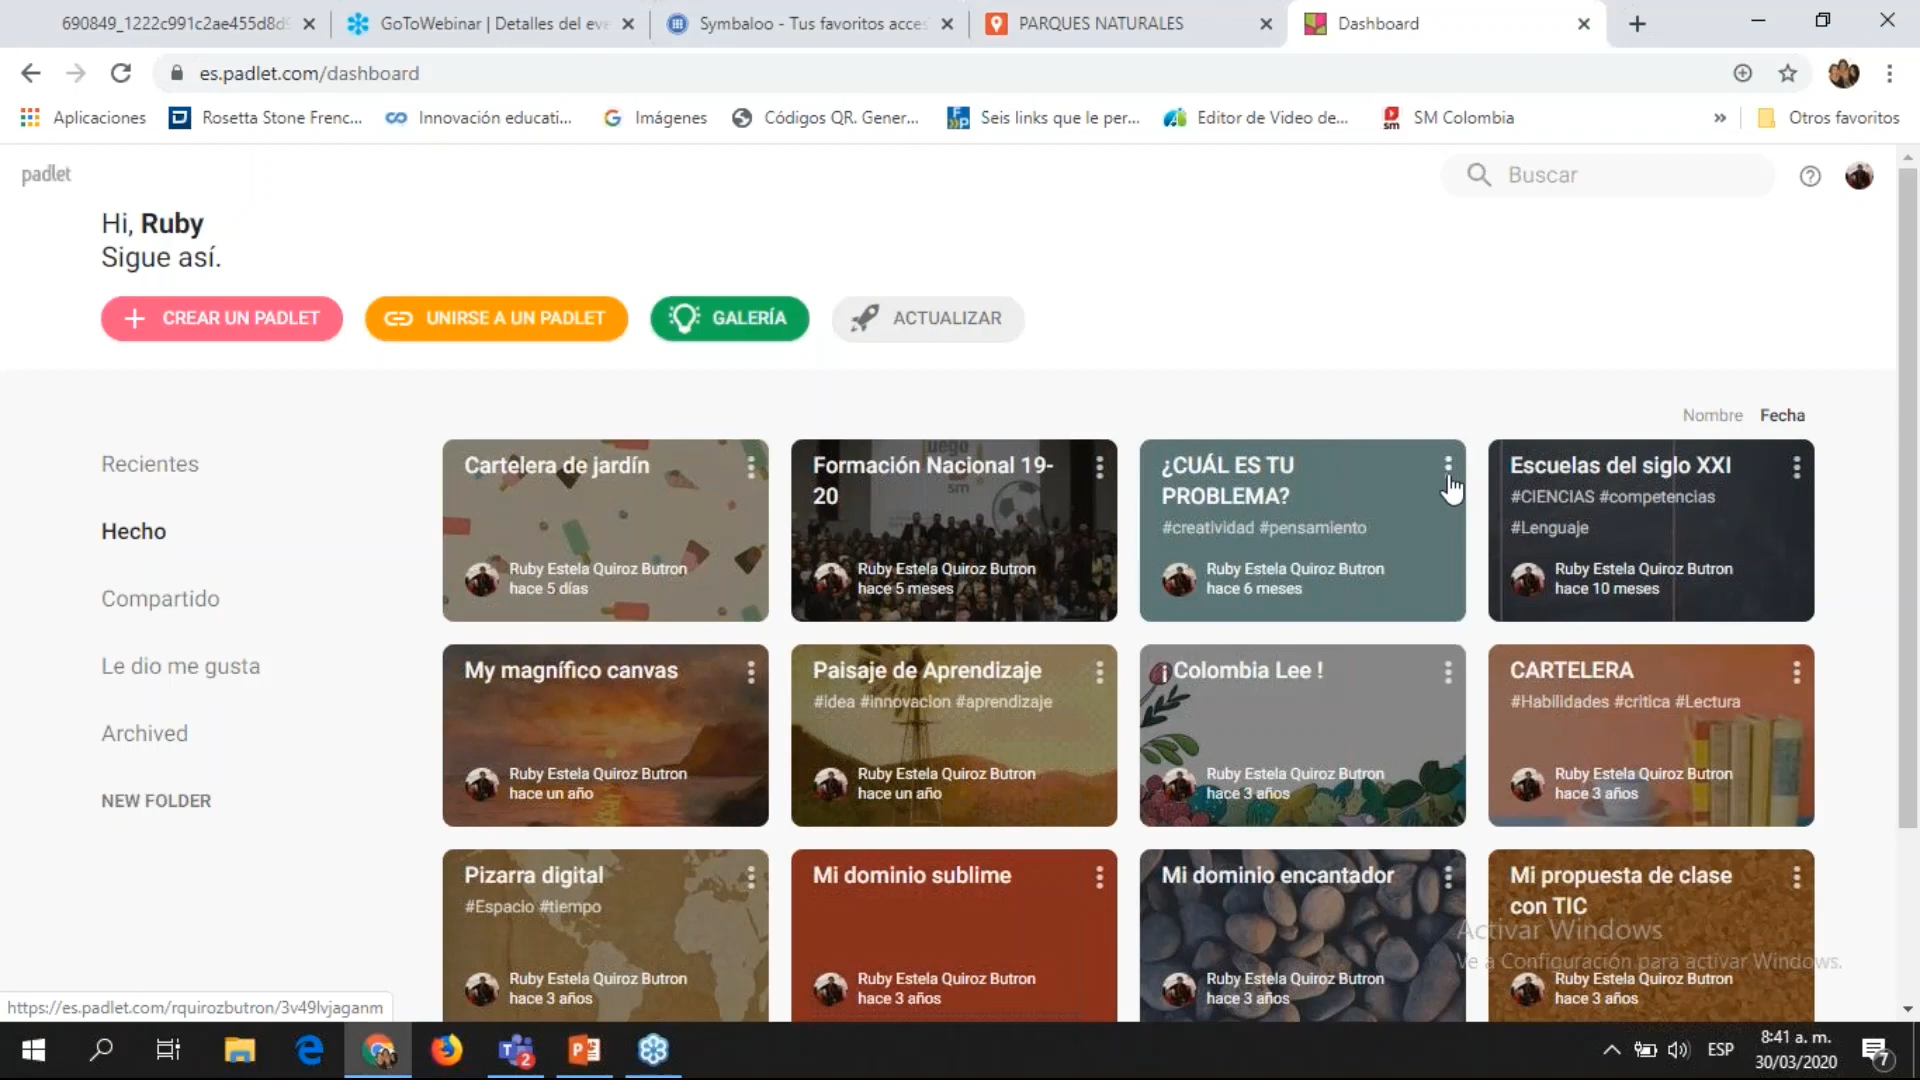 690849_1222c991c2ae455d8d9
GoToWebinar | Detalles del eve
Symbaloo - Tus favoritos acces
PARQUES NATURALES
Dashboard
es.padlet.com/dashboard
Aplicaciones
Rosetta Stone Frenc...
Innovación educati...
Imágenes
Códigos QR. Gener...
Seis links que le per...
Editor de Video de...
SM Colombia
»
Otros favoritos
padlet
Buscar
Hi, Ruby
Sigue así.
CREAR UN PADLET
UNIRSE A UN PADLET
GALERÍA
ACTUALIZAR
Nombre Fecha
Recientes
Hecho
Compartido
Le dio me gusta
Archived
NEW FOLDER
Cartelera de jardín
Ruby Estela Quiroz Butron
hace 5 días
Formación Nacional 19-
20
Ruby Estela Quiroz Butron
hace 5 meses
¿CUÁL ES TU
PROBLEMA?
#creatividad #pensamiento
Ruby Estela Quiroz Butron
hace 6 meses
Escuelas del siglo XXI
#CIENCIAS #competencias
#Lenguaje
Ruby Estela Quiroz Butron
hace 10 meses
My magnífico canvas
Ruby Estela Quiroz Butron
hace un año
Paisaje de Aprendizaje
#idea #innovacion #aprendizaje
Ruby Estela Quiroz Butron
hace un año
¡ Colombia Lee !
Ruby Estela Quiroz Butron
hace 3 años
CARTELERA
#Habilidades #critica #Lectura
Ruby Estela Quiroz Butron
hace 3 años
Pizarra digital
#Espacio #tiempo
Ruby Estela Quiroz Butron
hace 3 años
Mi dominio sublime
Ruby Estela Quiroz Butron
hace 3 años
Mi dominio encantador
Ruby Estela Quiroz Butron
hace 3 años
Mi propuesta de clase
con TIC
Ruby Estela Quiroz Butron
hace 3 años
Activar Windows
Ve a Configuración para activar Windows.
https://es.padlet.com/rquirozbutron/3v49lvjaganm
2
ESP
8:41 a. m.
30/03/2020
7